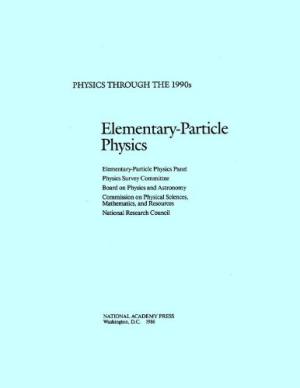 PHYSICS THROUGH THE 1990s
Elementary-Particle
Physics
Elementary-Particle Physics Panel
Physics Survey Committee
Board on Physics and Astronomy
Commission on Physical Sciences,
Mathematics, and Resources
National Research Council
NATIONAL ACADEMY PRESS
Washington, D.C. 1986